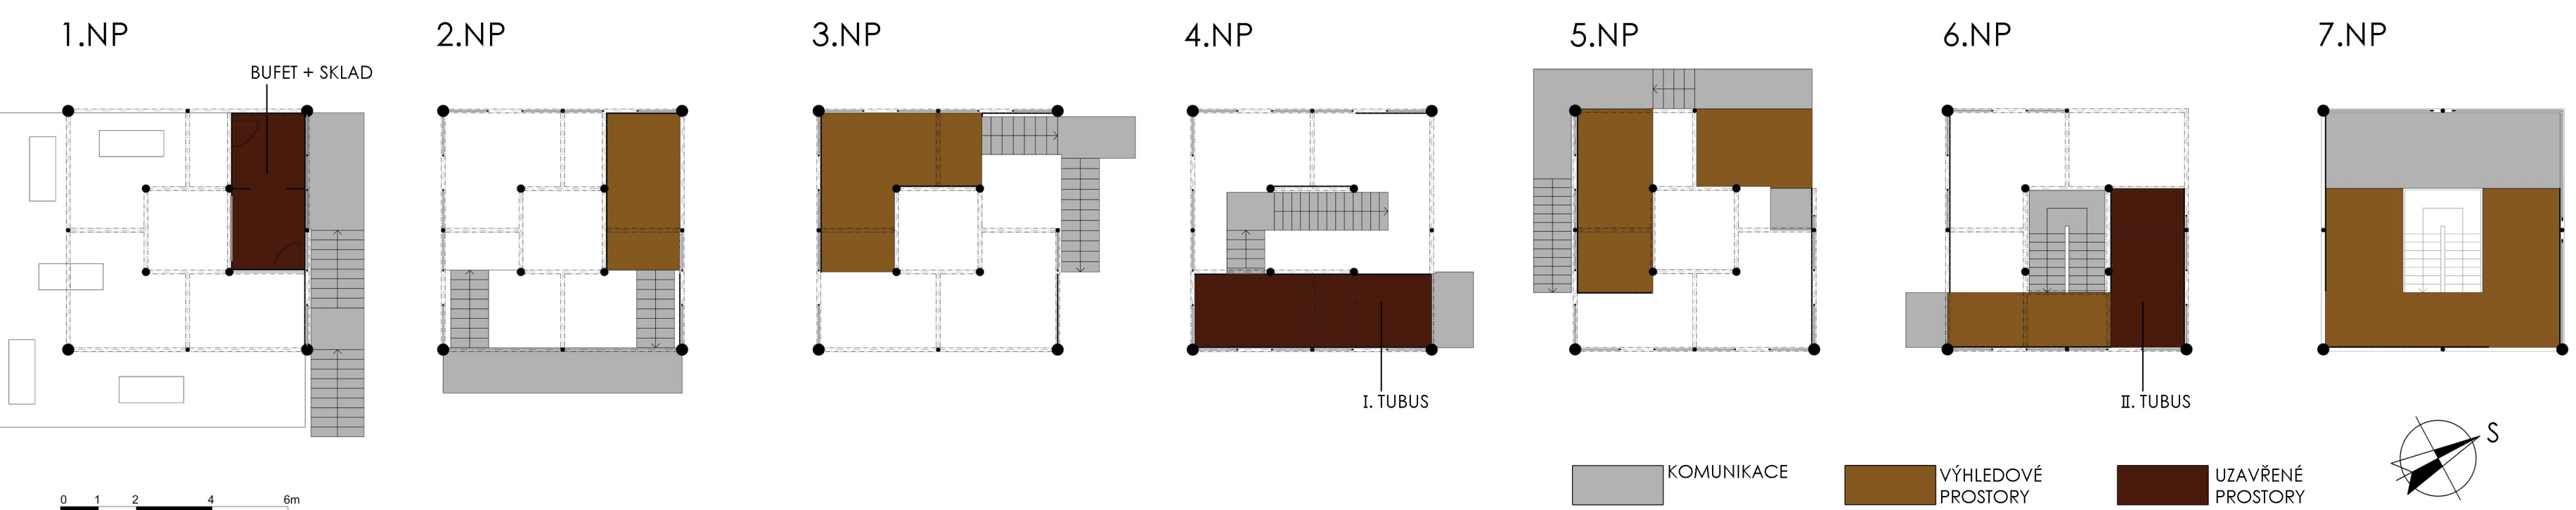 1.NP
2.NP
3.NP
4.NP
5.NP
6.NP
7.NP
BUFET + SKLAD
I. TUBUS
II. TUBUS
S
KOMUNIKACE
VÝHLEDOVÉ
PROSTORY
UZAVŘENÉ
PROSTORY
0 1 2 4 6m